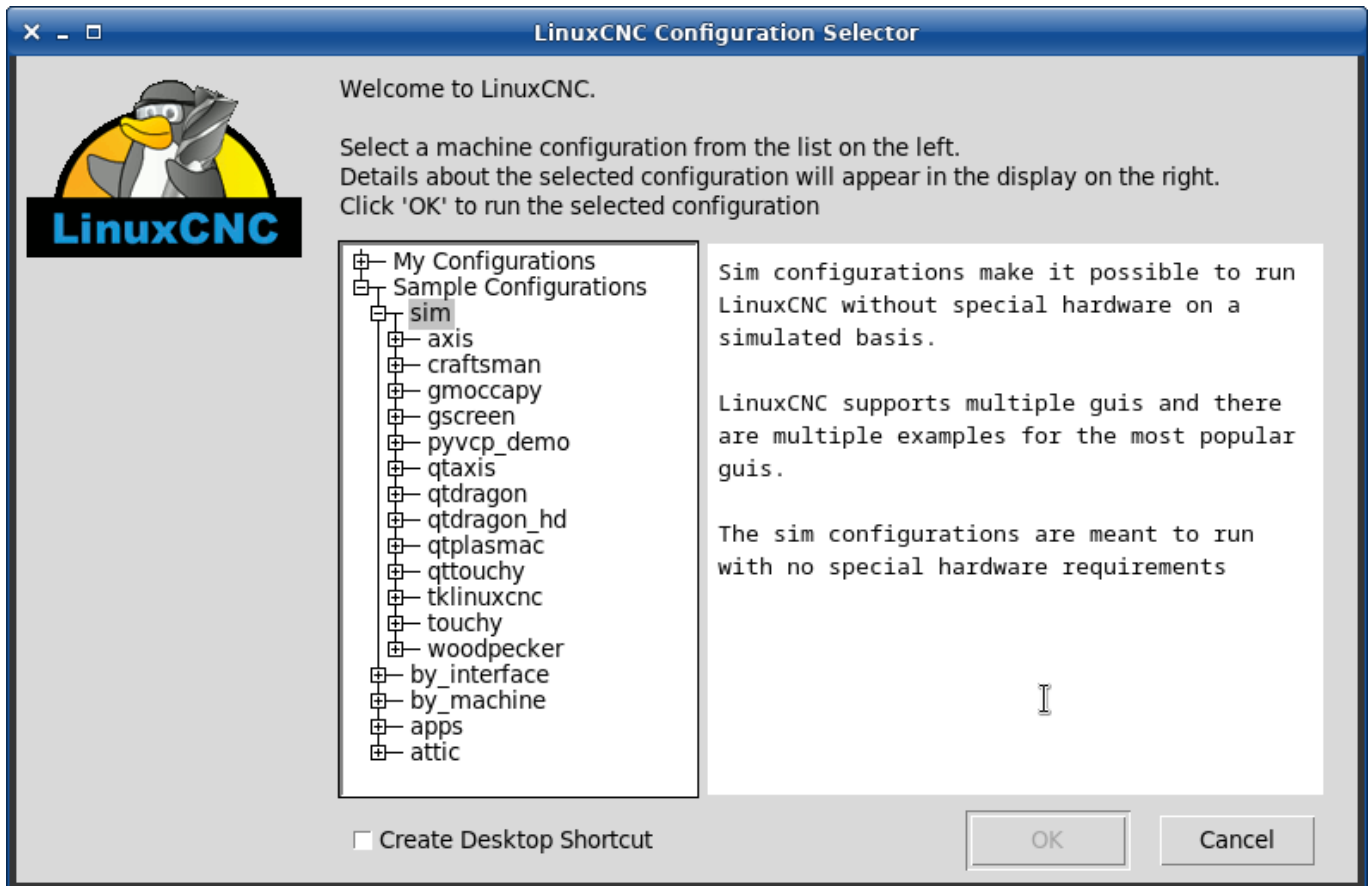 LinuxCNC Configuration Selector
LinuxCNC
Welcome to LinuxCNC.
Select a machine configuration from the list on the left.
Details about the selected configuration will appear in the display on the right.
Click 'OK' to run the selected configuration
My Configurations
Sample Configurations
sim
axis
craftsman
gmoccapy
gscreen
pyvcp_demo
qtaxis
qtdragon
qtdragon_hd
qtplasmac
qttouchy
tklinuxcnc
touchy
woodpecker
by_interface
by_machine
apps
attic
Sim configurations make it possible to run
LinuxCNC without special hardware on a
simulated basis.
LinuxCNC supports multiple guis and there
are multiple examples for the most popular
guis.
The sim configurations are meant to run
with no special hardware requirements
Create Desktop Shortcut
OK
Cancel